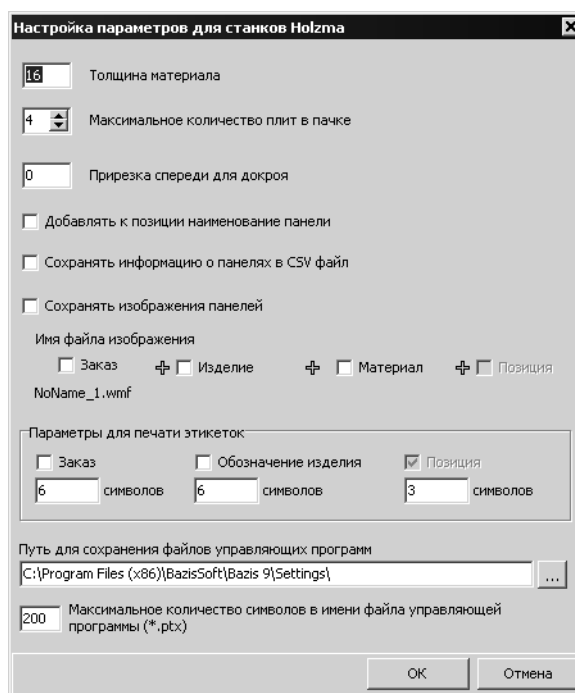 Настройка параметров для станков Holzma
16 Толщина материала
4 Максимальное количество плит в пачке
0 Прирезка спереди для докроя
Добавлять к позиции наименование панели
Сохранять информацию о панелях в CSV файл
Сохранять изображения панелей
Имя файла изображения
Заказ Изделие Материал Позиция
NoName_1.wmf
Параметры для печати этикеток
Заказ Обозначение изделия Позиция
6 символов 6 символов 3 символов
Путь для сохранения файлов управляющих программ
C:\Program Files (x86)\BazisSoft\Bazis 9\Settings\ ...
200 Максимальное количество символов в имени файла управляющей
программы (*.ptx)
OK Отмена